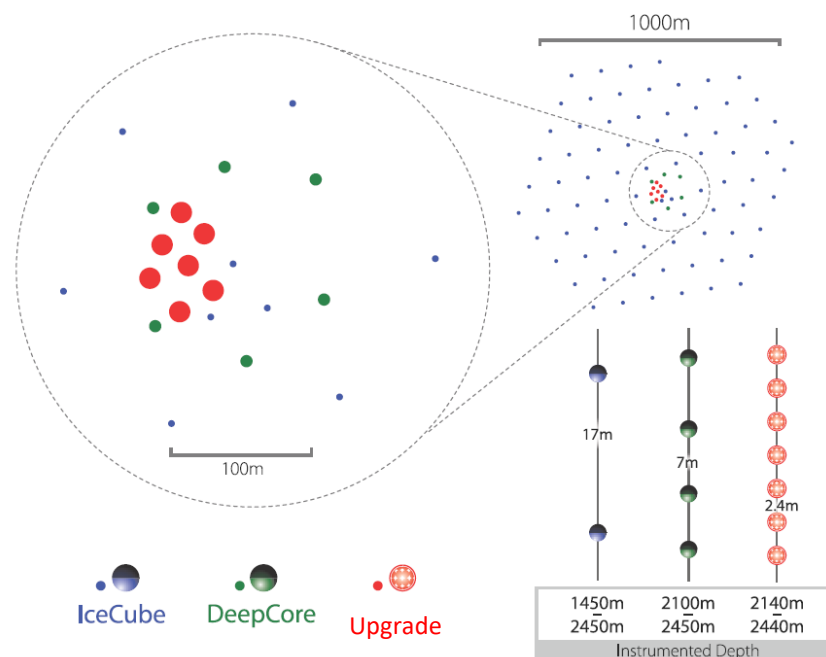 1000m
100m
17m
7m
2.4m
IceCube
DeepCore
Upgrade
1450m 2100m 2140m
– – –
2450m 2450m 2440m
Instrumented Depth